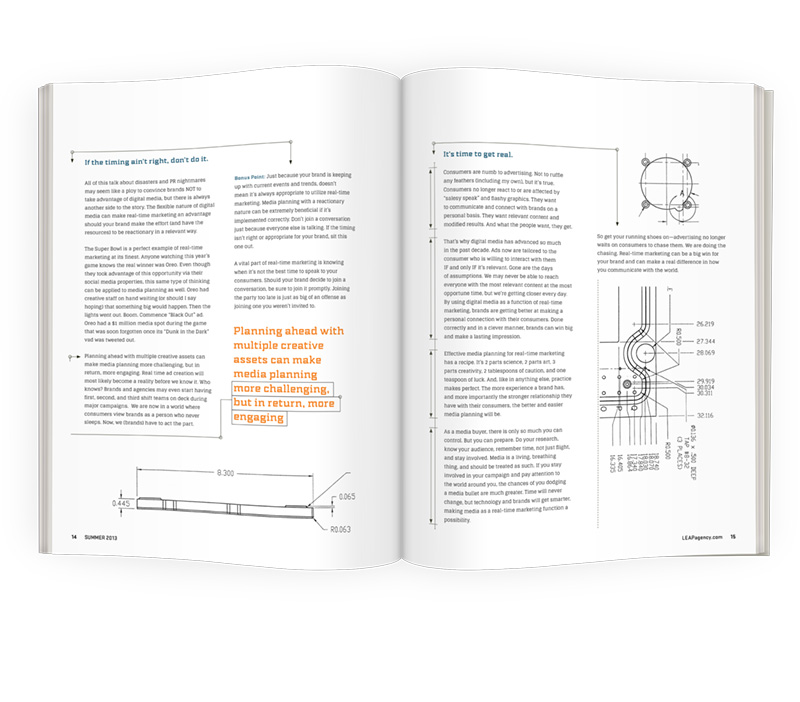 If the timing ain't right, don't do it.
All of this talk about disasters and PR nightmares
may seem like a ploy to convince brands NOT to
take advantage of digital media, but there is always
another side to the story. The flexible nature of digital
media can make real-time marketing an advantage
should your brand make the effort (and have the
resources) to be reactionary in a relevant way.
The Super Bowl is a perfect example of real-time
marketing at its finest. Anyone watching this year's
game knows the real winner was Oreo. Even though
they took advantage of this opportunity via their
social media properties, this same type of thinking
can be applied to media planning as well. Oreo had
creative staff on hand waiting (or should I say
hoping) that something big would happen. Then the
lights went out. Boom. Commence "Black Out" ad.
Oreo had a $1 million media spot during the game
that was soon forgotten once its "Dunk in the Dark"
vad was tweeted out.
Planning ahead with multiple creative assets can
make media planning more challenging, but in
return, more engaging. Real time ad creation will
most likely become a reality before we know it. Who
knows? Brands and agencies may even start having
first, second, and third shift teams on deck during
major campaigns. We are now in a world where
consumers view brands as a person who never
sleeps. Now, we (brands) have to act the part.
Bonus Point: Just because your brand is keeping
up with current events and trends, doesn't
mean it's always appropriate to utilize real-time
marketing. Media planning with a reactionary
nature can be extremely beneficial if it's
implemented correctly. Don't join a conversation
just because everyone else is talking. If the timing
isn't right or appropriate for your brand, sit this
one out.
A vital part of real-time marketing is knowing
when it's not the best time to speak to your
consumers. Should your brand decide to join a
conversation, be sure to join it promptly. Joining
the party too late is just as big of an offense as
joining one you weren't invited to.
Planning ahead with
multiple creative
assets can make
media planning
more challenging,
but in return, more
engaging
8.300
0.445
0.065
R0.063
14 SUMMER 2013
It's time to get real.
Consumers are numb to advertising. Not to ruffle
any feathers (including my own), but it's true.
Consumers no longer react to or are affected by
"salesy speak" and flashy graphics. They want
to communicate and connect with brands on a
personal basis. They want relevant content and
modified results. And what the people want, they get.
That's why digital media has advanced so much
in the past decade. Ads now are tailored to the
consumer who is willing to interact with them
IF and only IF it's relevant. Gone are the days
of assumptions. We may never be able to reach
everyone with the most relevant content at the most
opportune time, but we're getting closer every day.
By using digital media as a function of real-time
marketing, brands are getting better at making a
personal connection with their consumers. Done
correctly and in a clever manner, brands can win big
and make a lasting impression.
Effective media planning for real-time marketing
has a recipe. It's 2 parts science, 2 parts art, 3
parts creativity, 2 tablespoons of caution, and one
teaspoon of luck. And, like in anything else, practice
makes perfect. The more experience a brand has,
and more importantly the stronger relationship they
have with their consumers, the better and easier
media planning will be.
As a media buyer, there is only so much you can
control. But you can prepare. Do your research,
know your audience, remember time, not just flight,
and stay involved. Media is a living, breathing
thing, and should be treated as such. If you stay
involved in your campaign and pay attention to
the world around you, the chances of you dodging
a media bullet are much greater. Time will never
change, but technology and brands will get smarter,
making media as a real-time marketing function a
possibility.
A
So get your running shoes on—advertising no longer
waits on consumers to chase them. We are doing the
chasing. Real-time marketing can be a big win for
your brand and can make a real difference in how
you communicate with the world.
R0.500
26.219
27.344
28.069
29.919
30.034
30.311
32.116
R0.500
16.405
16.335
Ø0.136 x .500 DEEP
TAP #8-32
(3 PLACES)
LEAPagency.com 15